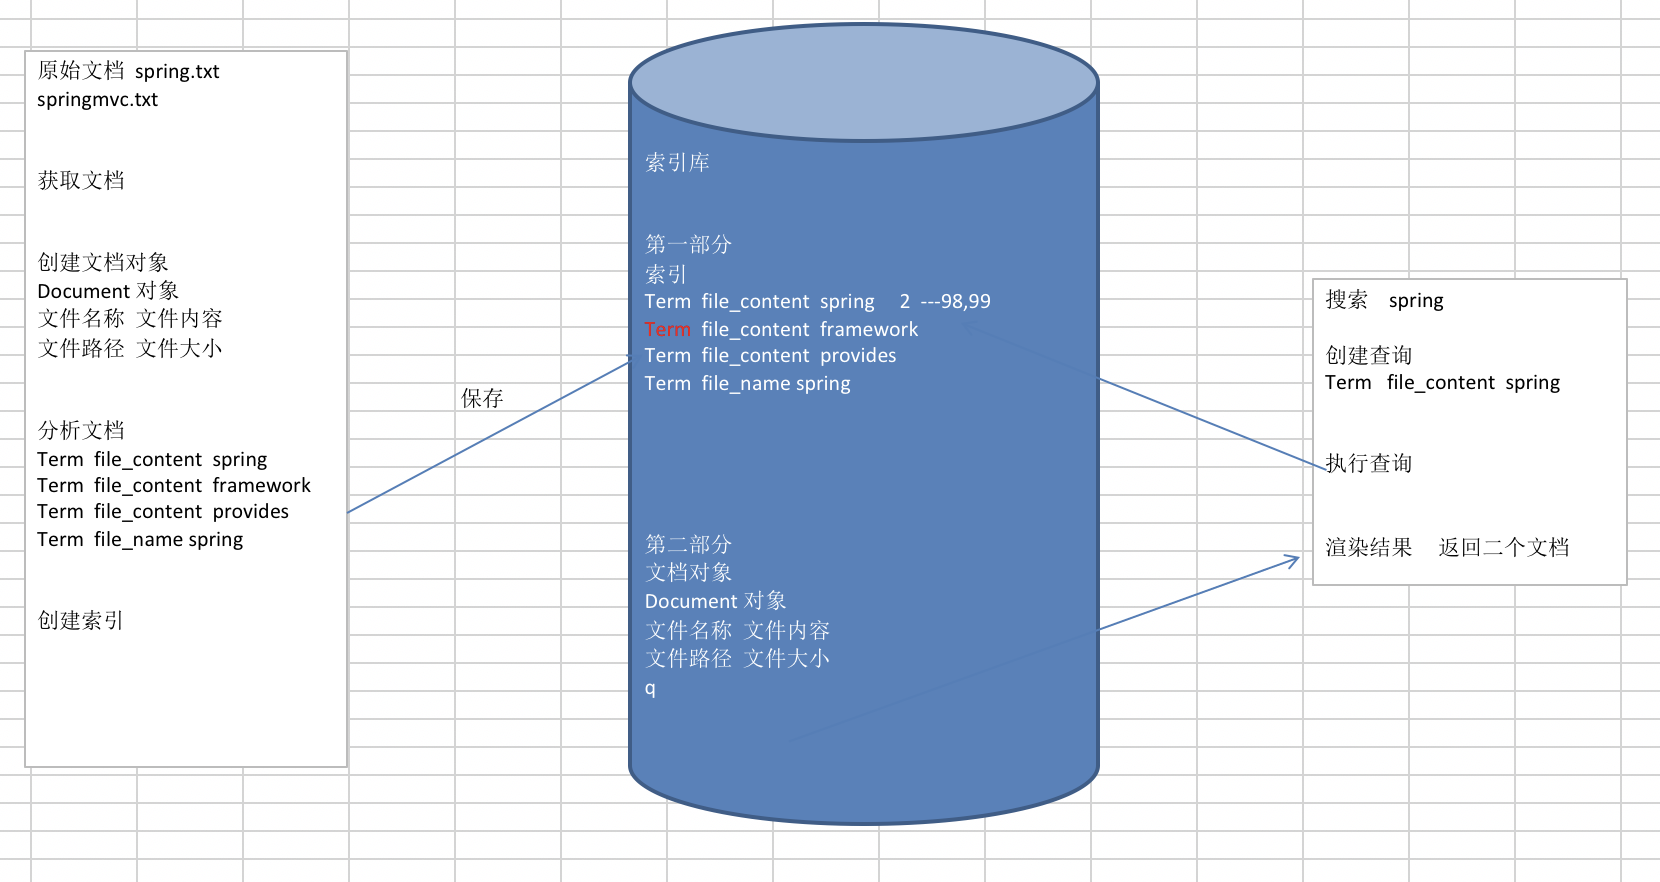 原始文档 spring.txt
springmvc.txt
获取文档
创建文档对象
Document 对象
文件名称 文件内容
文件路径 文件大小
分析文档
Term file_content spring
Term file_content framework
Term file_content provides
Term file_name spring
创建索引
保存
索引库
第一部分
索引
Term file_content spring 2 ---98,99
Term file_content framework
Term file_content provides
Term file_name spring
第二部分
文档对象
Document 对象
文件名称 文件内容
文件路径 文件大小
q
搜索 spring
创建查询
Term file_content spring
执行查询
渲染结果 返回二个文档